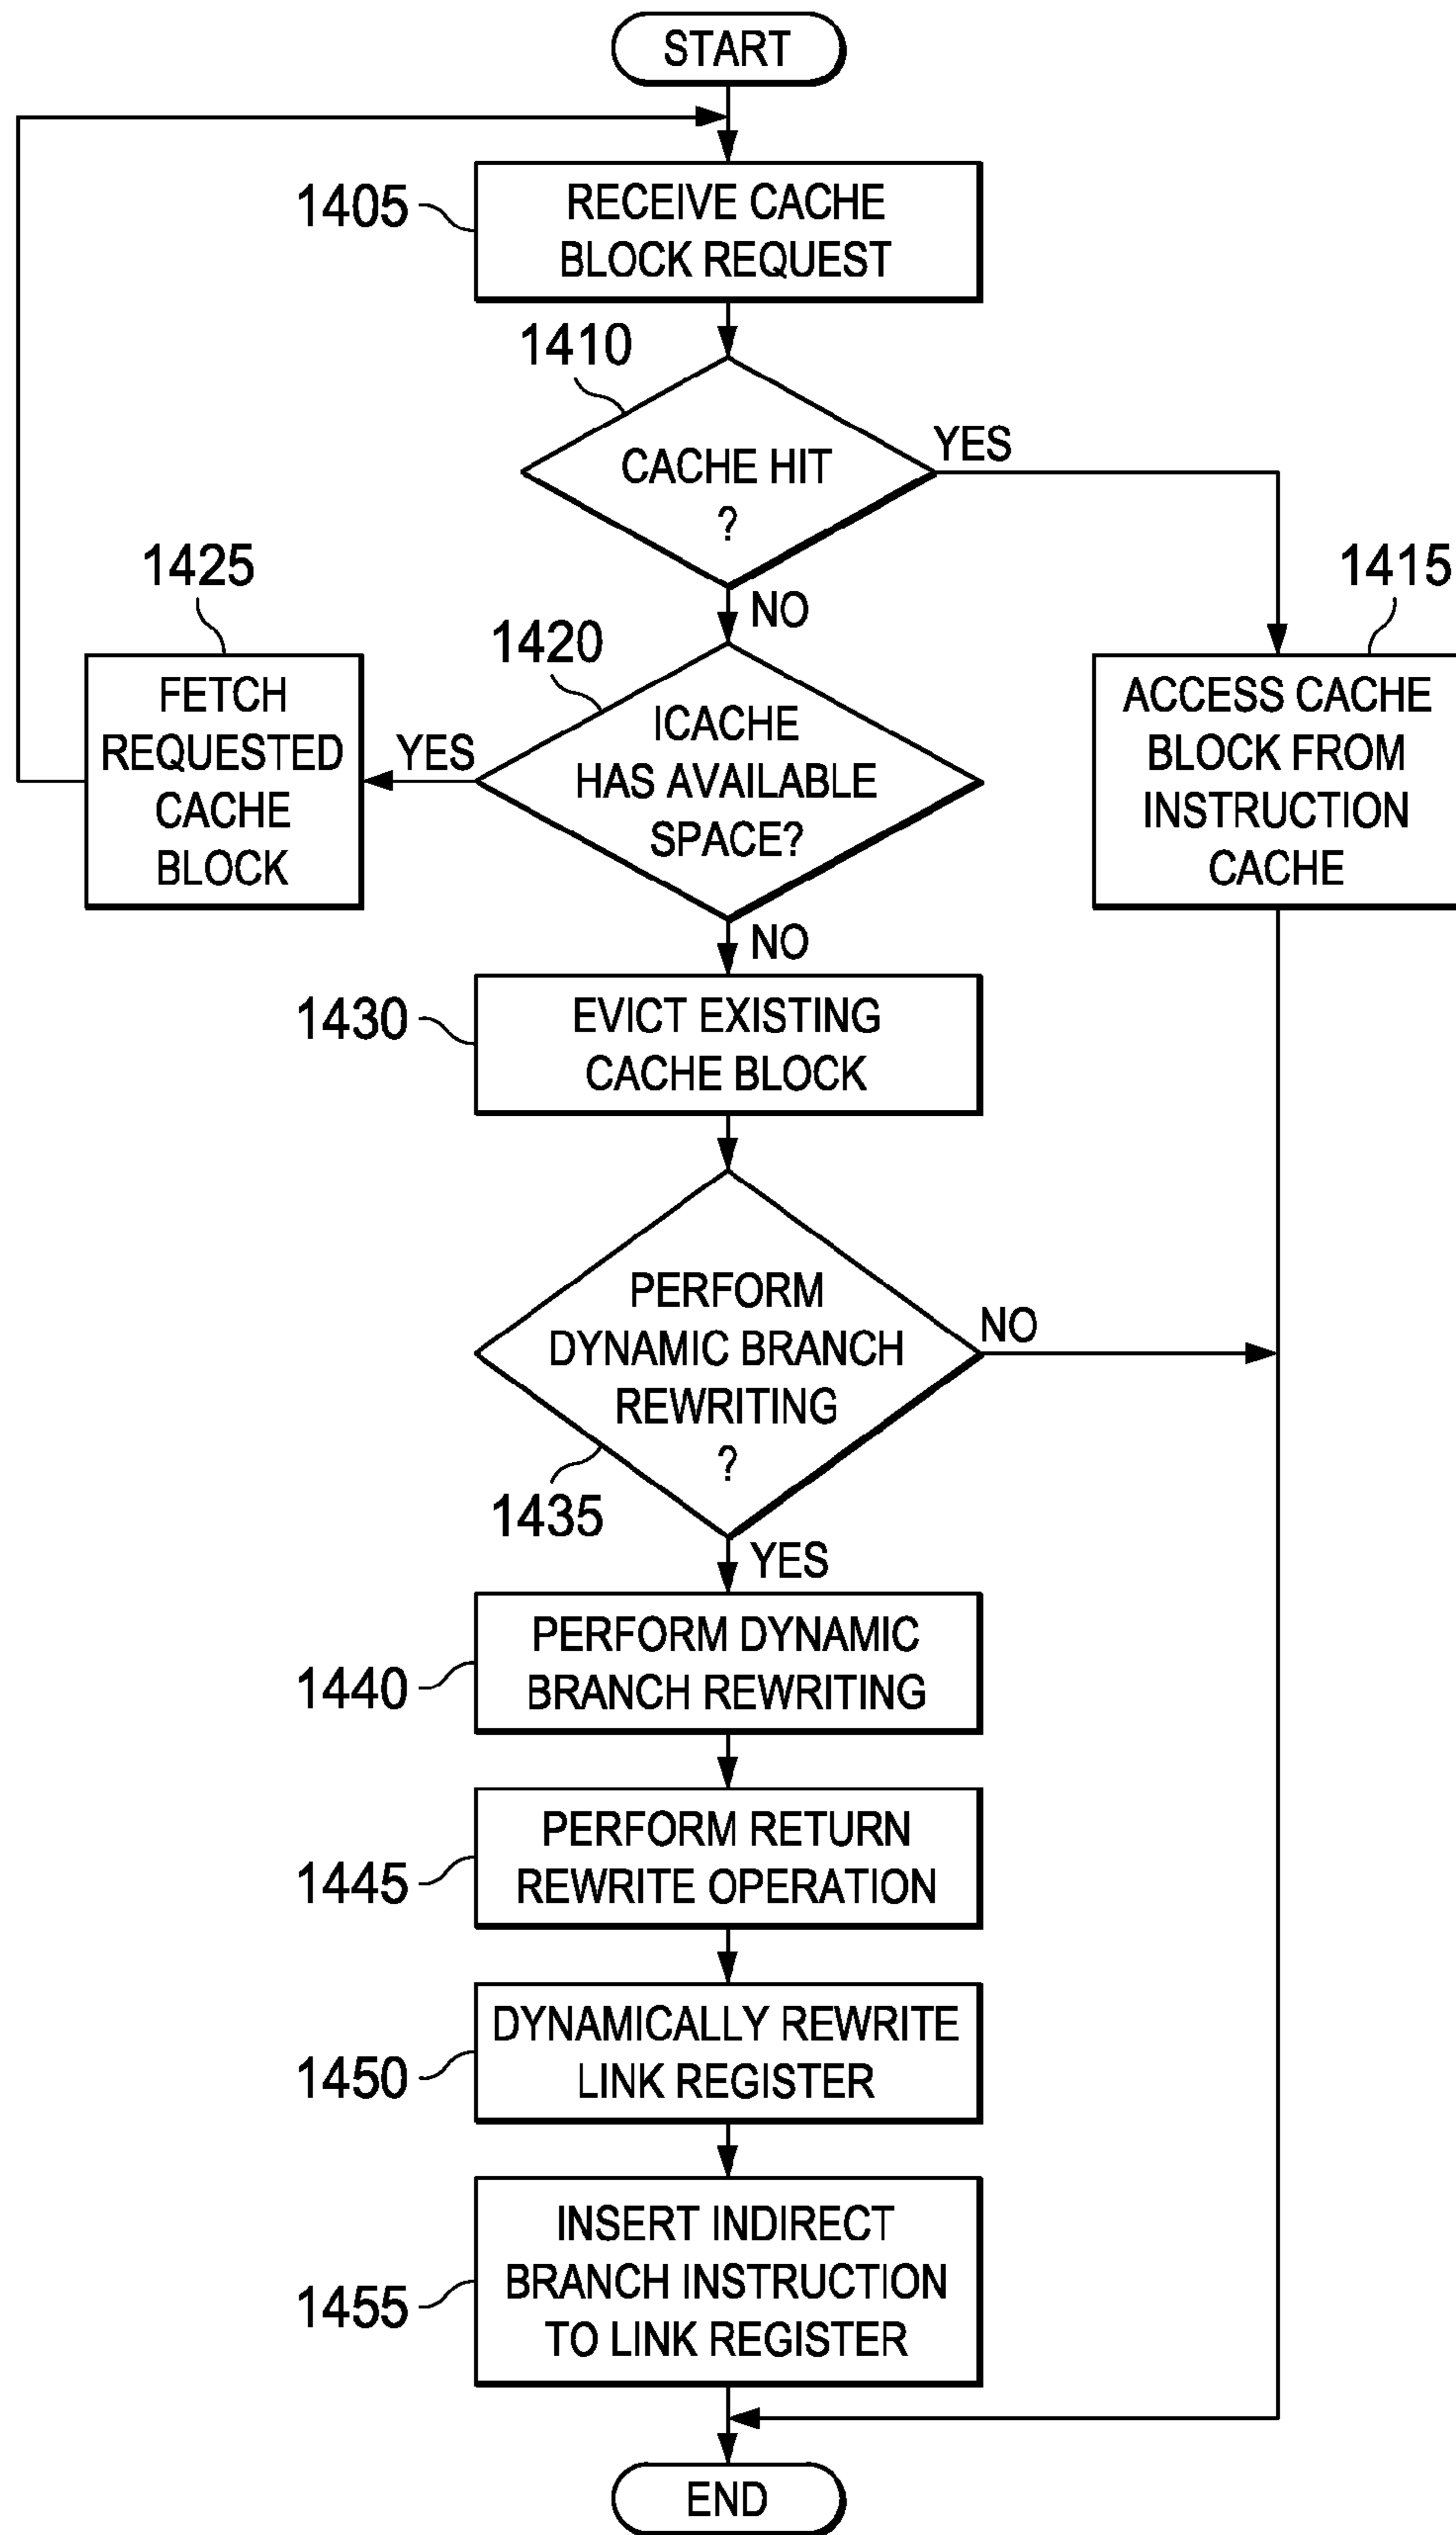 START
1405
RECEIVE CACHE
BLOCK REQUEST
1410
CACHE HIT
?
YES
NO
1415
ACCESS CACHE
BLOCK FROM
INSTRUCTION
CACHE
1420
ICACHE
HAS AVAILABLE
SPACE?
YES
1425
FETCH
REQUESTED
CACHE
BLOCK
NO
1430
EVICT EXISTING
CACHE BLOCK
PERFORM
DYNAMIC BRANCH
REWRITING
?
1435
NO
YES
1440
PERFORM DYNAMIC
BRANCH REWRITING
1445
PERFORM RETURN
REWRITE OPERATION
1450
DYNAMICALLY REWRITE
LINK REGISTER
1455
INSERT INDIRECT
BRANCH INSTRUCTION
TO LINK REGISTER
END